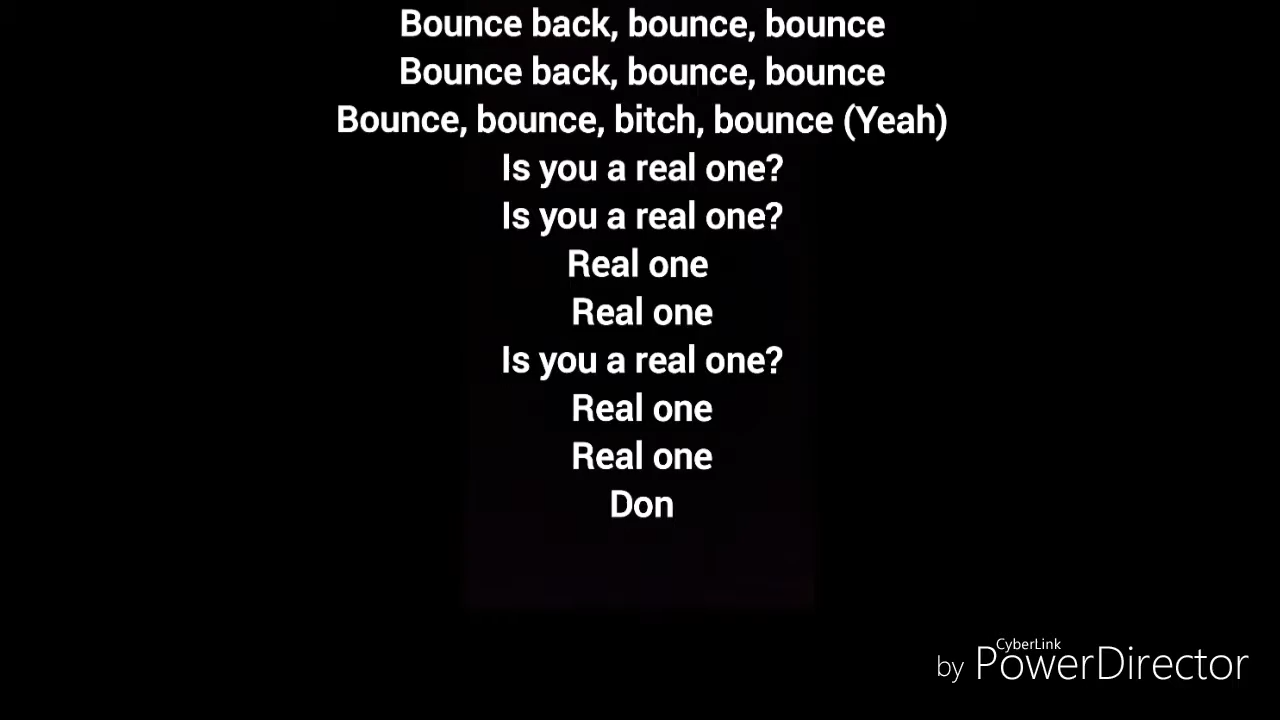 Bounce back, bounce, bounce
Bounce back, bounce, bounce
Bounce, bounce, bitch, bounce (Yeah)
Is you a real one?
Is you a real one?
Real one
Real one
Is you a real one?
Real one
Real one
Don
CyberLink
by PowerDirector